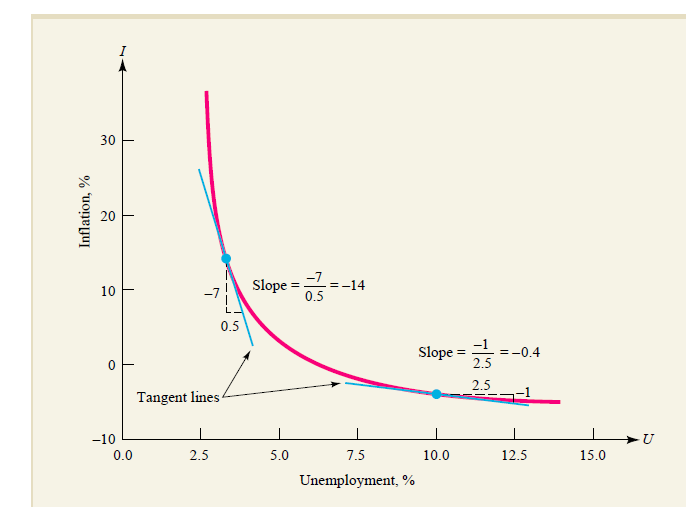 I
30
20
10
0
−10
Inflation, %
Slope = −7/0.5 = −14
−7
0.5
Slope = −1/2.5 = −0.4
2.5
−1
Tangent lines
U
0.0 2.5 5.0 7.5 10.0 12.5 15.0
Unemployment, %